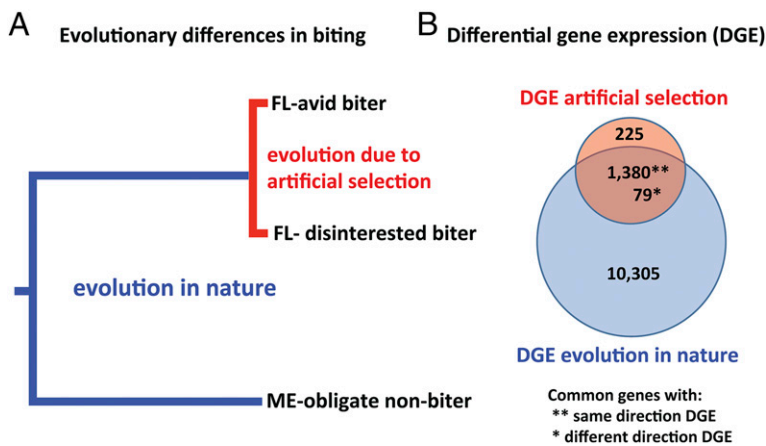 A
Evolutionary differences in biting
FL-avid biter
evolution due to
artificial selection
FL- disinterested biter
evolution in nature
ME-obligate non-biter
B
Differential gene expression (DGE)
DGE artificial selection
225
1,380**
79*
10,305
DGE evolution in nature
Common genes with:
** same direction DGE
* different direction DGE